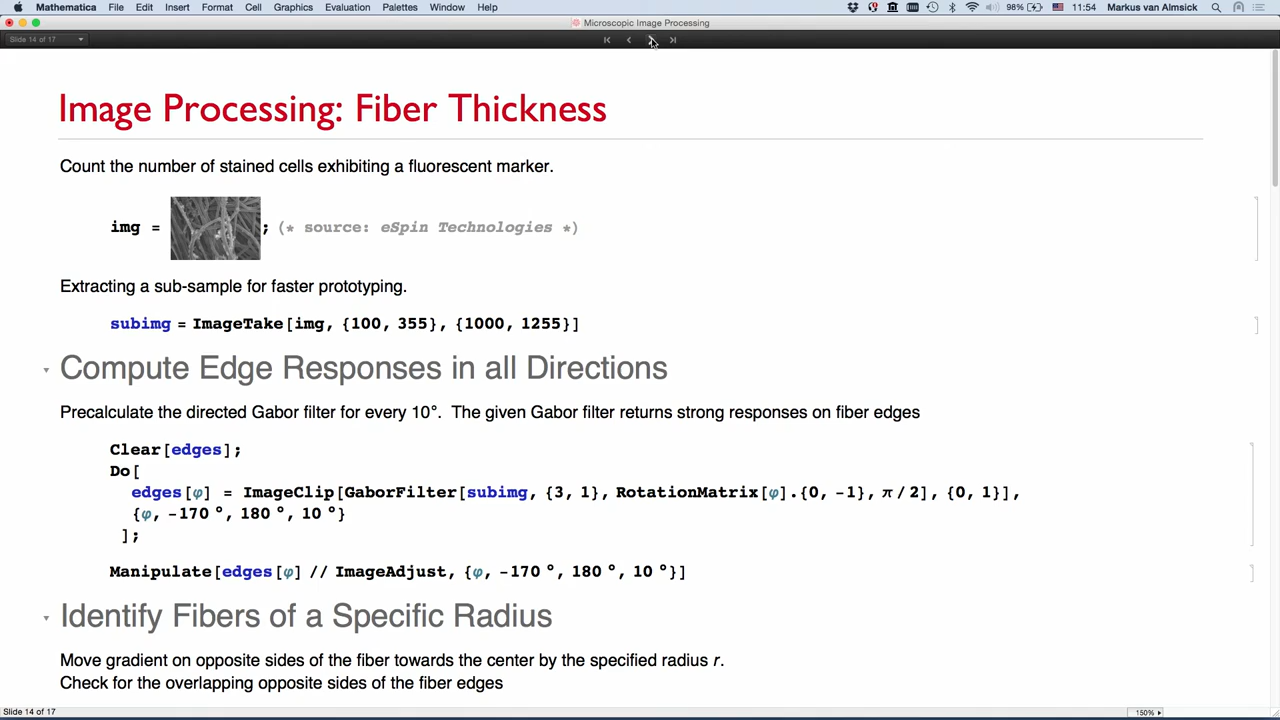 Mathematica File Edit Insert Format Cell Graphics Evaluation Palettes Window Help 98% 11:54 Markus van Almsick
Microscopic Image Processing
Slide 14 of 17
Image Processing: Fiber Thickness
Count the number of stained cells exhibiting a fluorescent marker.
img = ; (* source: eSpin Technologies *)
Extracting a sub-sample for faster prototyping.
subimg = ImageTake[img, {100, 355}, {1000, 1255}]
Compute Edge Responses in all Directions
Precalculate the directed Gabor filter for every 10°. The given Gabor filter returns strong responses on fiber edges
Clear[edges];
Do[
edges[φ] = ImageClip[GaborFilter[subimg, {3, 1}, RotationMatrix[φ].{0, -1}, π/2], {0, 1}],
{φ, -170 °, 180 °, 10 °}
];
Manipulate[edges[φ] // ImageAdjust, {φ, -170 °, 180 °, 10 °}]
Identify Fibers of a Specific Radius
Move gradient on opposite sides of the fiber towards the center by the specified radius r.
Check for the overlapping opposite sides of the fiber edges
Slide 14 of 17 150%